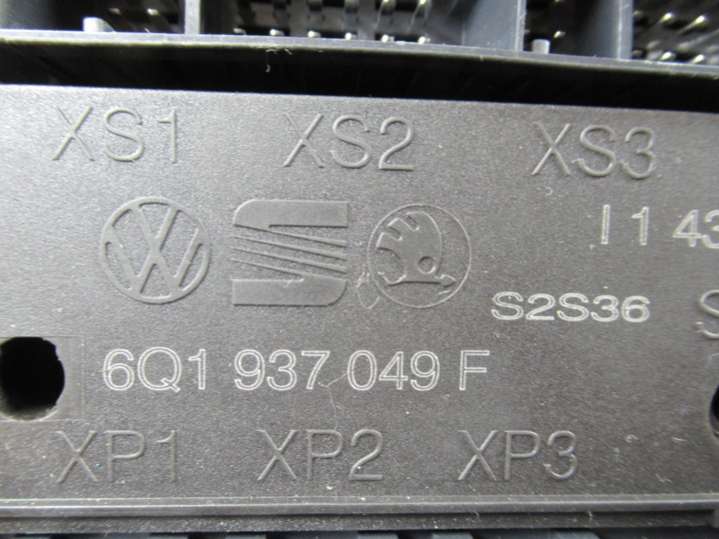 XS1 XS2 XS3
I 1 43
S2S36
6Q1 937 049 F
XP1 XP2 XP3